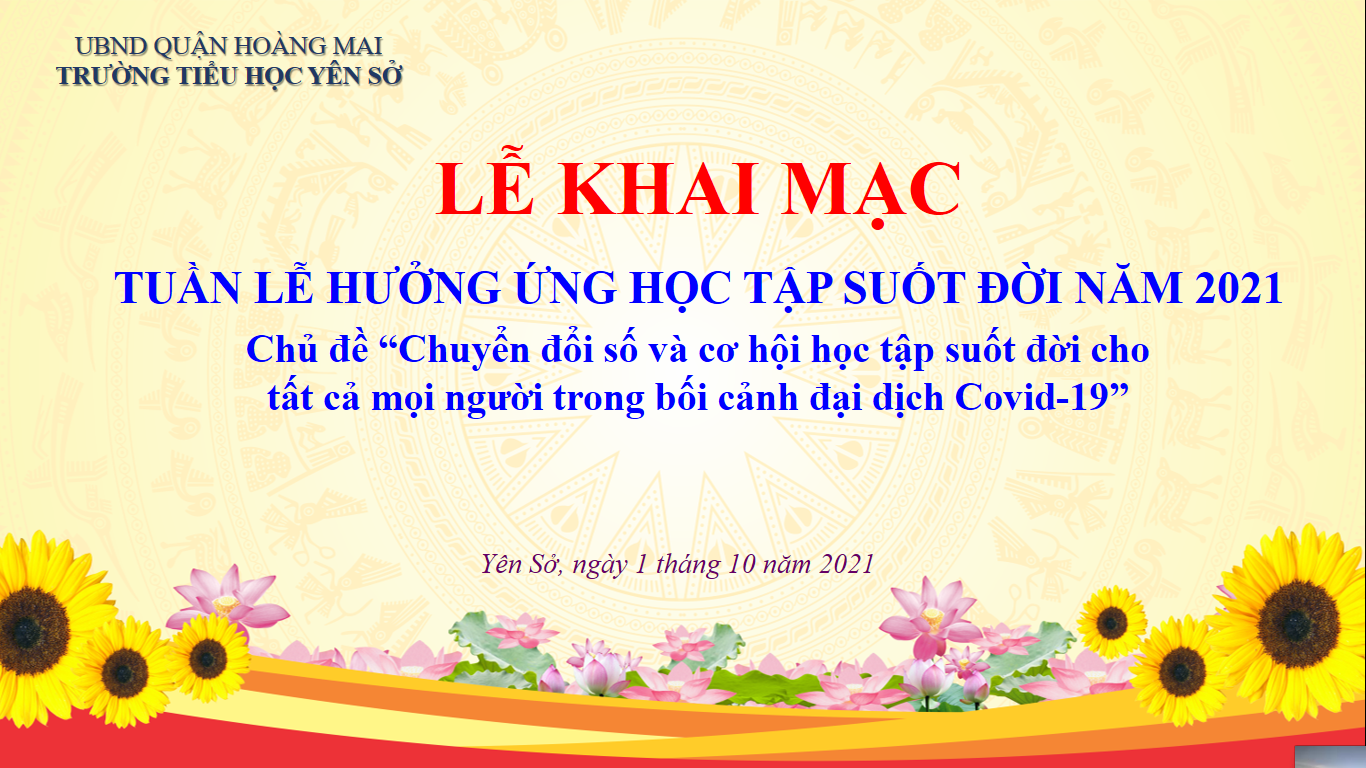 UBND QUẬN HOÀNG MAI
TRƯỜNG TIỂU HỌC YÊN SỞ
LỄ KHAI MẠC
TUẦN LỄ HƯỞNG ỨNG HỌC TẬP SUỐT ĐỜI NĂM 2021
Chủ đề “Chuyển đổi số và cơ hội học tập suốt đời cho
tất cả mọi người trong bối cảnh đại dịch Covid-19”
Yên Sở, ngày 1 tháng 10 năm 2021